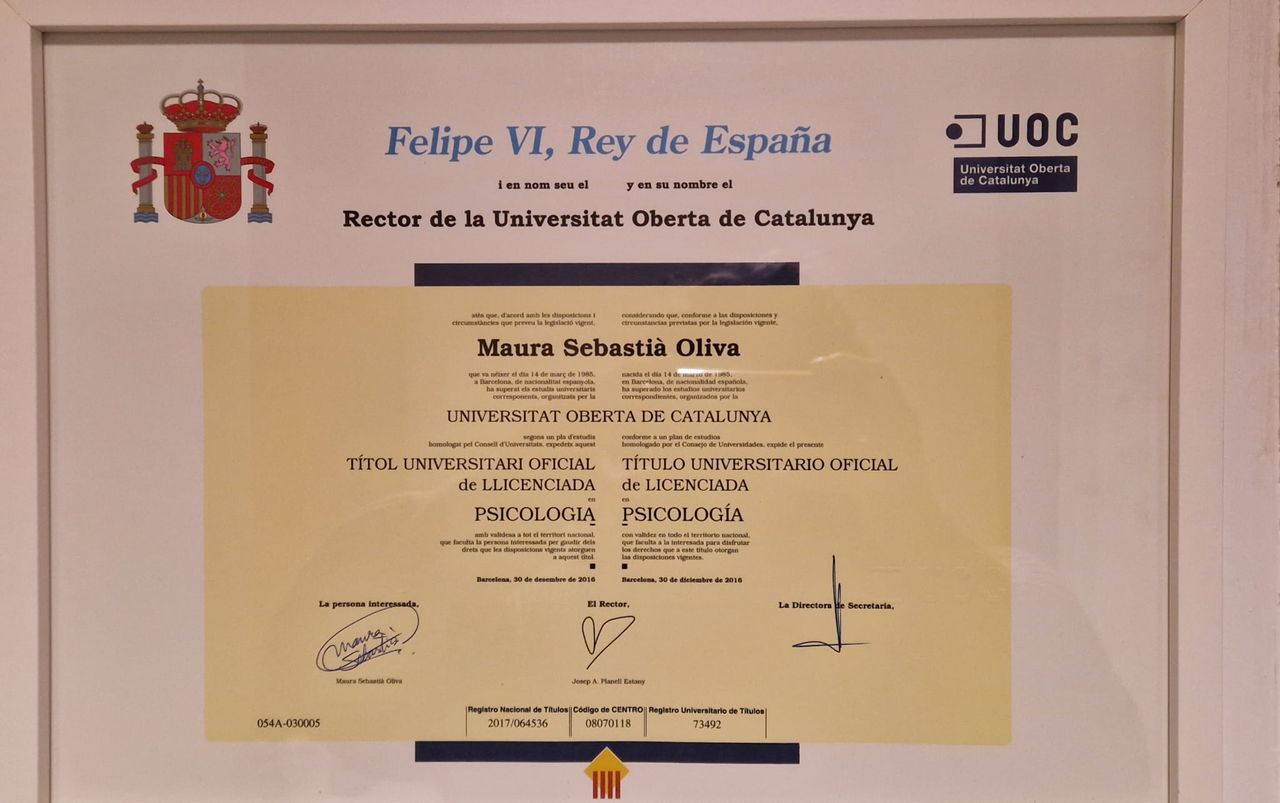 Felipe VI, Rey de España
UOC
Universitat Oberta
de Catalunya
i en nom seu el y en su nombre el
Rector de la Universitat Oberta de Catalunya
atès que, d'acord amb les disposicions i
circumstàncies que preveu la legislació vigent,
considerando que, conforme a las disposiciones y
circunstancias previstas por la legislación vigente,
Maura Sebastià Oliva
que va néixer el dia 14 de març de 1985,
a Barcelona, de nacionalitat espanyola,
ha superat els estudis universitaris
corresponents, organitzats per la
nacida el día 14 de marzo de 1985,
en Barcelona, de nacionalidad española,
ha superado los estudios universitarios
correspondientes, organizados por la
UNIVERSITAT OBERTA DE CATALUNYA
segons un pla d'estudis
homologat pel Consell d'Universitats, expedeix aquest
conforme a un plan de estudios
homologado por el Consejo de Universidades, expide el presente
TÍTOL UNIVERSITARI OFICIAL
de LLICENCIADA
en
PSICOLOGIA
TÍTULO UNIVERSITARIO OFICIAL
de LICENCIADA
en
PSICOLOGÍA
amb validesa a tot el territori nacional,
que faculta la persona interessada per gaudir dels
drets que les disposicions vigents atorguen
a aquest títol.
con validez en todo el territorio nacional,
que faculta a la interesada para disfrutar
los derechos que a este título otorgan
las disposiciones vigentes.
Barcelona, 30 de desembre de 2016
Barcelona, 30 de diciembre de 2016
La persona interessada,
El Rector,
La Directora de Secretaria,
Maura
Sebastià
Maura Sebastià Oliva
Josep A. Planell Estany
054A-030005
Registro Nacional de Títulos
2017/064536
Código de CENTRO
08070118
Registro Universitario de Títulos
73492